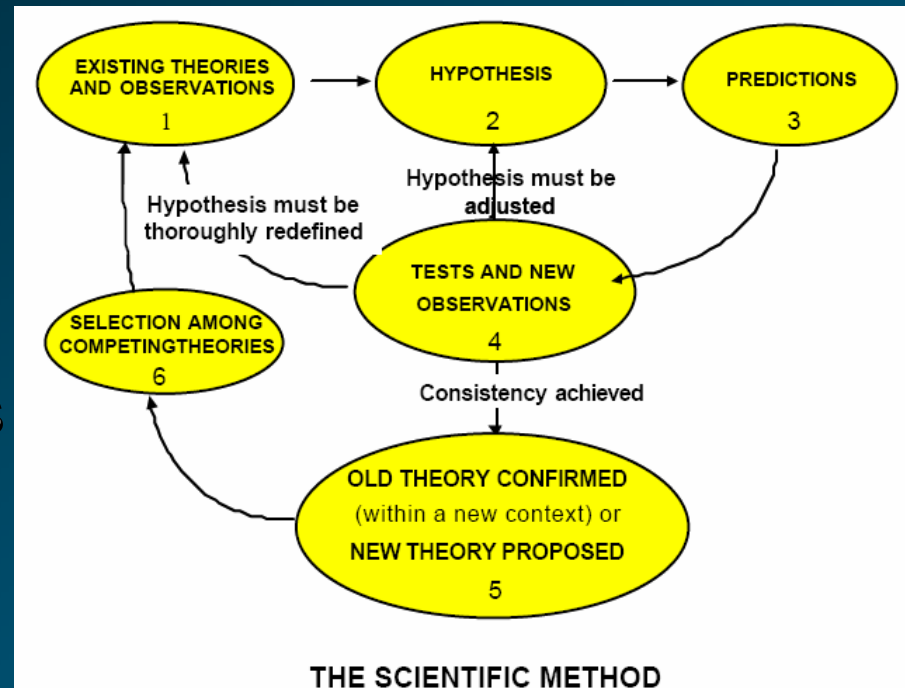 EXISTING THEORIES
AND OBSERVATIONS
1
HYPOTHESIS
2
PREDICTIONS
3
Hypothesis must be
thoroughly redefined
Hypothesis must be
adjusted
TESTS AND NEW
OBSERVATIONS
4
SELECTION AMONG
COMPETINGTHEORIES
6
Consistency achieved
OLD THEORY CONFIRMED
(within a new context) or
NEW THEORY PROPOSED
5
THE SCIENTIFIC METHOD